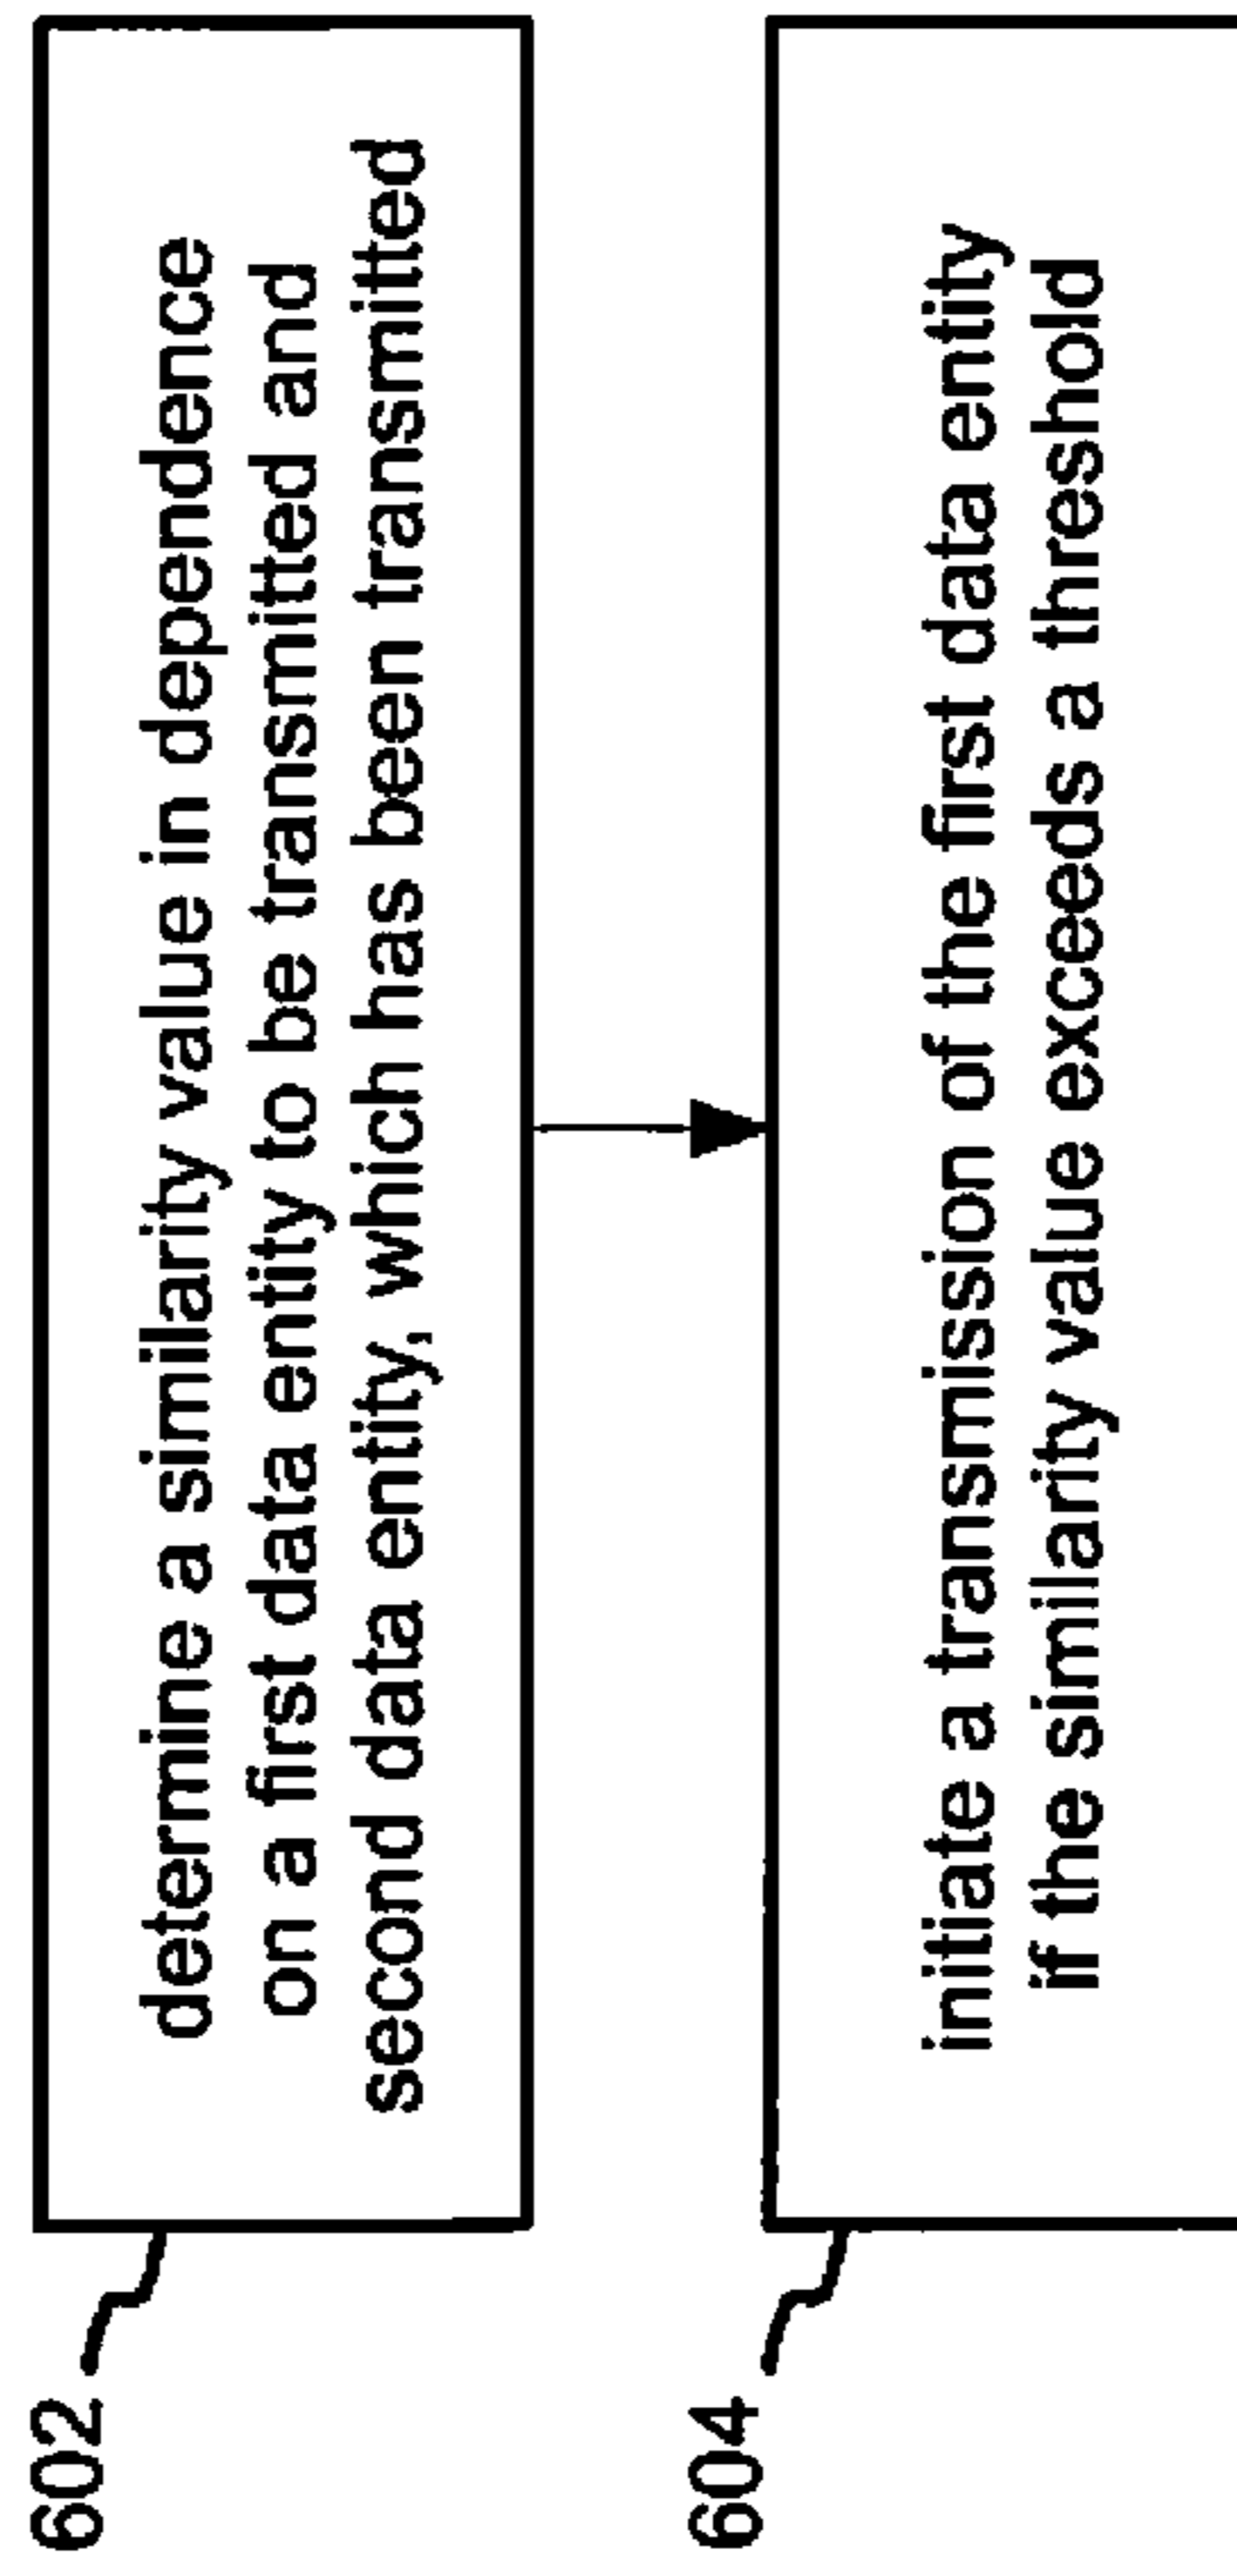 602
determine a similarity value in dependence
on a first data entity to be transmitted and
second data entity, which has been transmitted
604
initiate a transmission of the first data entity
if the similarity value exceeds a threshold